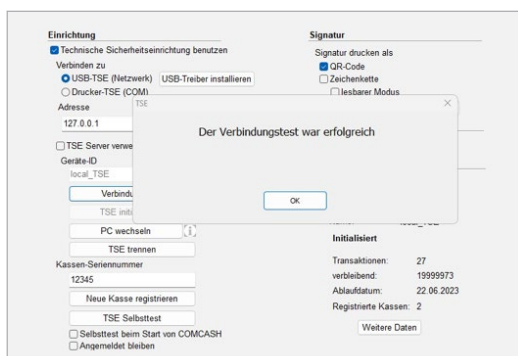 Einrichtung
Technische Sicherheitseinrichtung benutzen
Verbinden zu
USB-TSE (Netzwerk) USB-Treiber installieren
Drucker-TSE (COM)
Adresse
127.0.0.1
TSE Server verwe
Geräte-ID
local_TSE
Verbindu
TSE initi
PC wechseln
TSE trennen
Kassen-Seriennummer
12345
Neue Kasse registrieren
TSE Selbsttest
Selbsttest beim Start von COMCASH
Angemeldet bleiben
Signatur
Signatur drucken als
QR-Code
Zeichenkette
lesbarer Modus
TSE
Der Verbindungstest war erfolgreich
OK
Initialisiert
Transaktionen: 27
verbleibend: 19999973
Ablaufdatum: 22.06.2023
Registrierte Kassen: 2
Weitere Daten